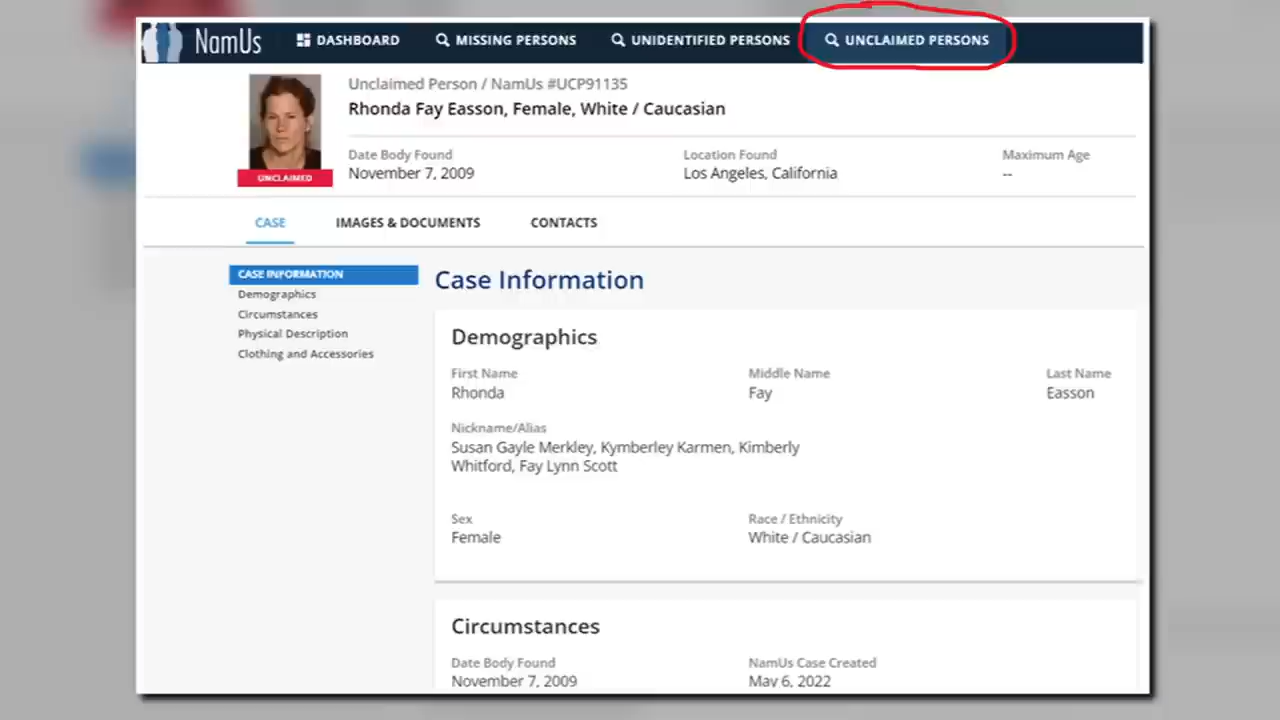 NamUs DASHBOARD MISSING PERSONS UNIDENTIFIED PERSONS UNCLAIMED PERSONS
Unclaimed Person / NamUs #UCP91135
Rhonda Fay Easson, Female, White / Caucasian
Date Body Found Location Found Maximum Age
November 7, 2009 Los Angeles, California --
UNCLAIMED
CASE IMAGES & DOCUMENTS CONTACTS
CASE INFORMATION
Demographics
Circumstances
Physical Description
Clothing and Accessories
Case Information
Demographics
First Name Middle Name Last Name
Rhonda Fay Easson
Nickname/Alias
Susan Gayle Merkley, Kymberley Karmen, Kimberly
Whitford, Fay Lynn Scott
Sex Race / Ethnicity
Female White / Caucasian
Circumstances
Date Body Found NamUs Case Created
November 7, 2009 May 6, 2022